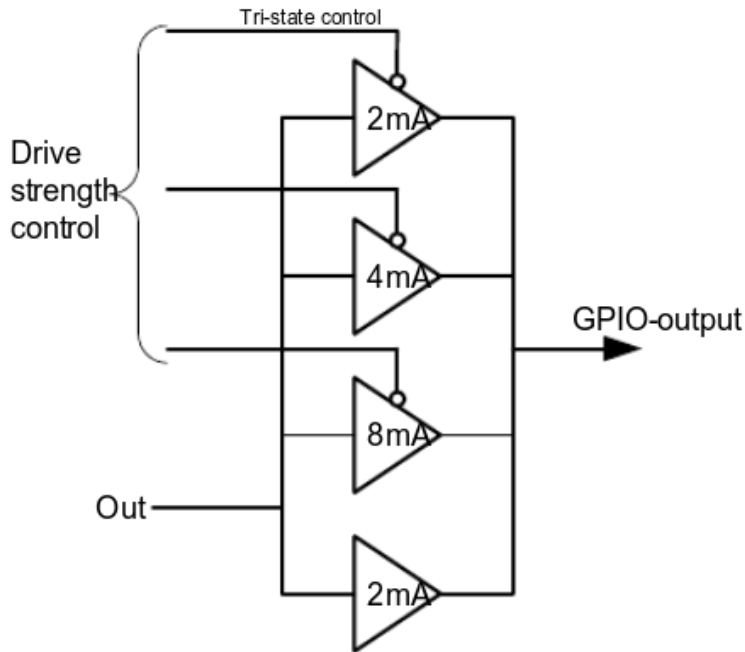 Tri-state control
2mA
Drive
strength
control
4mA
GPIO-output
8mA
Out
2mA